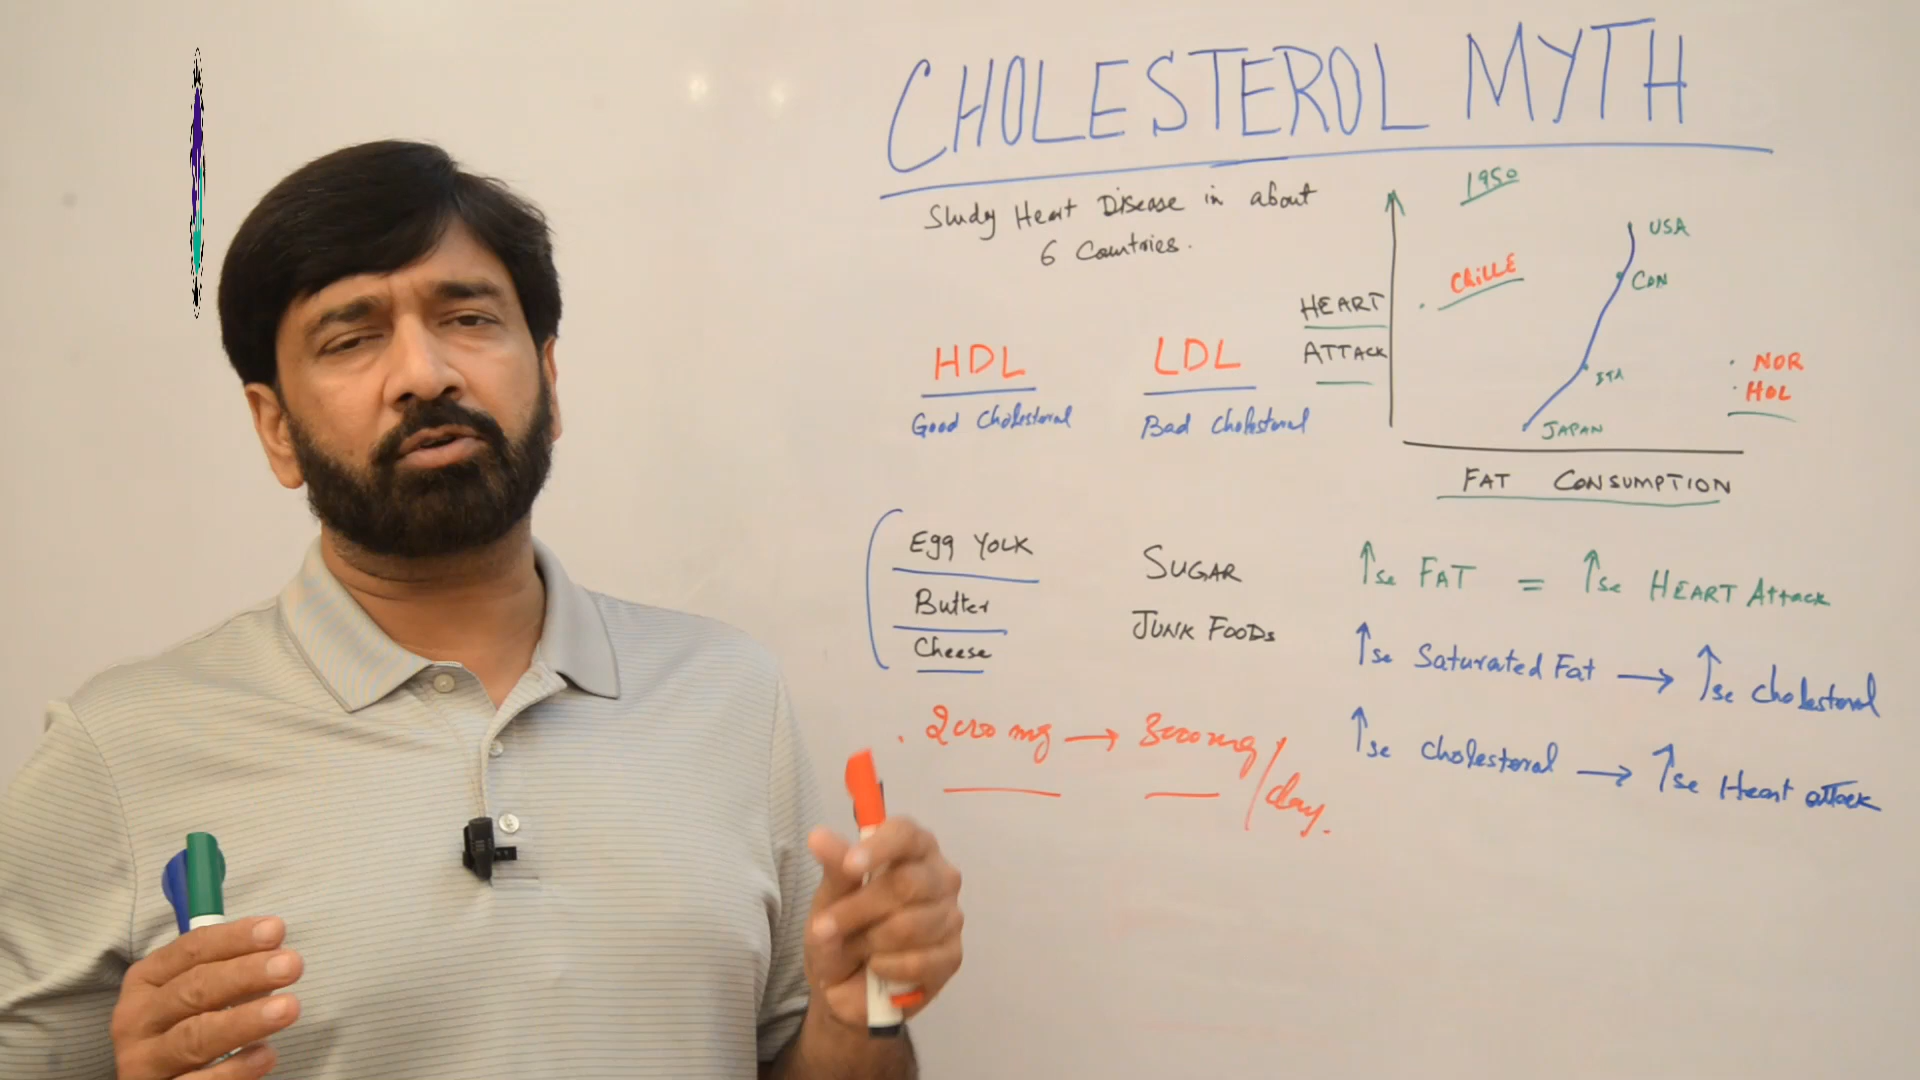 CHOLESTEROL MYTH
Study Heart Disease in about
6 Countries.
HDL
Good Cholesterol
LDL
Bad Cholesterol
1950
HEART
ATTACK
USA
CON
CHILLE
ITA
JAPAN
NOR
HOL
FAT CONSUMPTION
Egg YOLK
Butter
Cheese
SUGAR
JUNK FOODS
2000 mg → 3000 mg/day.
↑se FAT = ↑se HEART Attack
↑se Saturated Fat → ↑se cholesterol
↑se cholesterol → ↑se Heart attack